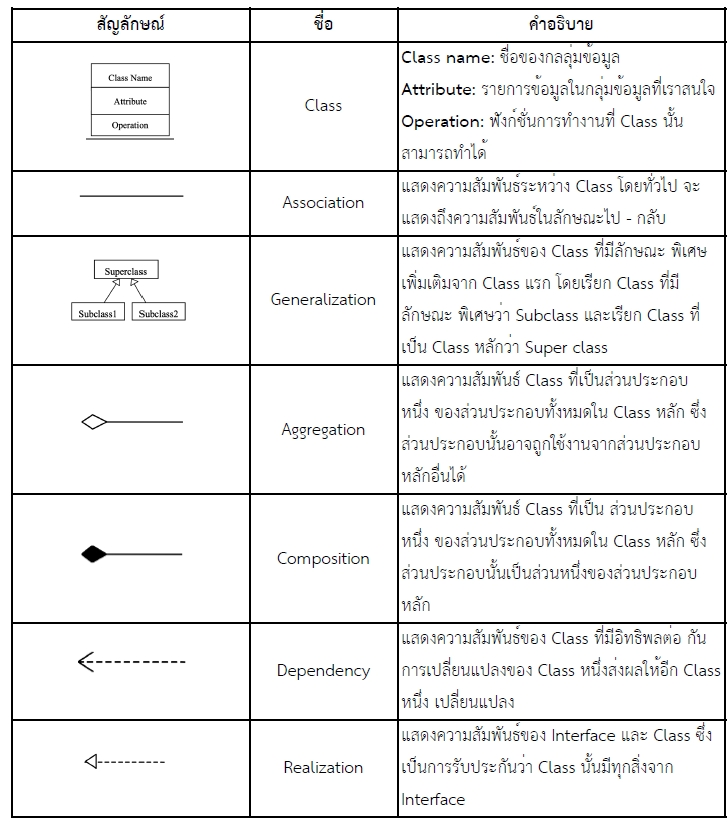 สัญลักษณ์ ชื่อ คำอธิบาย
Class Name
Attribute
Operation
Class
Class name: ชื่อของกลลุ่มข้อมูล
Attribute: รายการข้อมูลในกลุ่มข้อมูลที่เราสนใจ
Operation: ฟังก์ชั่นการทำงานที่ Class นั้น
สามารถทำได้
Association
แสดงความสัมพันธ์ระหว่าง Class โดยทั่วไป จะ
แสดงถึงความสัมพันธ์ในลักษณะไป - กลับ
Superclass
Subclass1 Subclass2
Generalization
แสดงความสัมพันธ์ของ Class ที่มีลักษณะ พิเศษ
เพิ่มเติมจาก Class แรก โดยเรียก Class ที่มี
ลักษณะ พิเศษว่า Subclass และเรียก Class ที่
เป็น Class หลักว่า Super class
Aggregation
แสดงความสัมพันธ์ Class ที่เป็นส่วนประกอบ
หนึ่ง ของส่วนประกอบทั้งหมดใน Class หลัก ซึ่ง
ส่วนประกอบนั้นอาจถูกใช้งานจากส่วนประกอบ
หลักอื่นได้
Composition
แสดงความสัมพันธ์ Class ที่เป็น ส่วนประกอบ
หนึ่ง ของส่วนประกอบทั้งหมดใน Class หลัก ซึ่ง
ส่วนประกอบนั้นเป็นส่วนหนึ่งของส่วนประกอบ
หลัก
Dependency
แสดงความสัมพันธ์ของ Class ที่มีอิทธิพลต่อ กัน
การเปลี่ยนแปลงของ Class หนึ่งส่งผลให้อีก Class
หนึ่ง เปลี่ยนแปลง
Realization
แสดงความสัมพันธ์ของ Interface และ Class ซึ่ง
เป็นการรับประกันว่า Class นั้นมีทุกสิ่งจาก
Interface